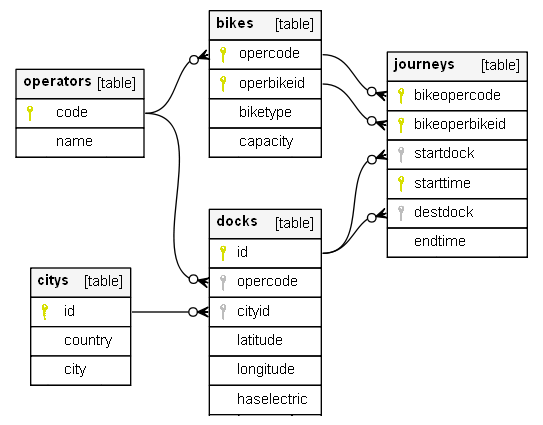 bikes [table]
opercode
operbikeid
biketype
capacity
journeys [table]
bikeopercode
bikeoperbikeid
startdock
starttime
destdock
endtime
operators [table]
code
name
docks [table]
id
opercode
cityid
latitude
longitude
haselectric
citys [table]
id
country
city